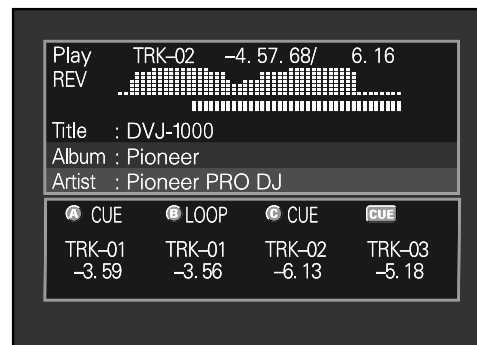 Play TRK–02 –4. 57. 68/ 6. 16
REV
Title : DVJ-1000
Album : Pioneer
Artist : Pioneer PRO DJ
A CUE B LOOP C CUE CUE
TRK–01 TRK–01 TRK–02 TRK–03
–3. 59 –3. 56 –6. 13 –5. 18